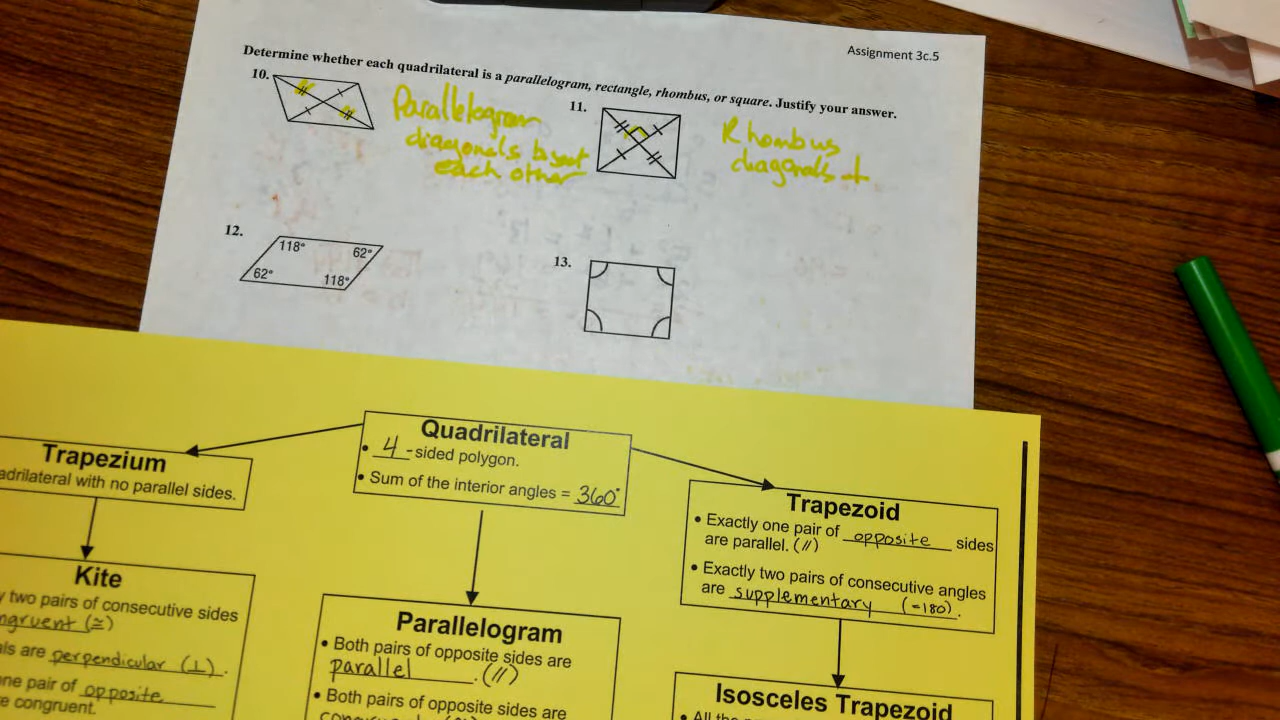 Assignment 3c.5
Determine whether each quadrilateral is a parallelogram, rectangle, rhombus, or square. Justify your answer.
10.
Parallelogram
diagonals
each other
11.
Rhombus
diagonals ⊥
12.
118°
62°
62°
118°
13.
Quadrilateral
• 4 -sided polygon.
• Sum of the interior angles = 360°
Trapezium
adrilateral with no parallel sides.
Trapezoid
• Exactly one pair of opposite sides
are parallel. (//)
• Exactly two pairs of consecutive angles
are supplementary (=180).
Kite
two pairs of consecutive sides
ngruent (≅)
ls are perpendicular (⊥).
one pair of opposite
re congruent.
Parallelogram
• Both pairs of opposite sides are
parallel. (//)
• Both pairs of opposite sides are
Isosceles Trapezoid
• All the